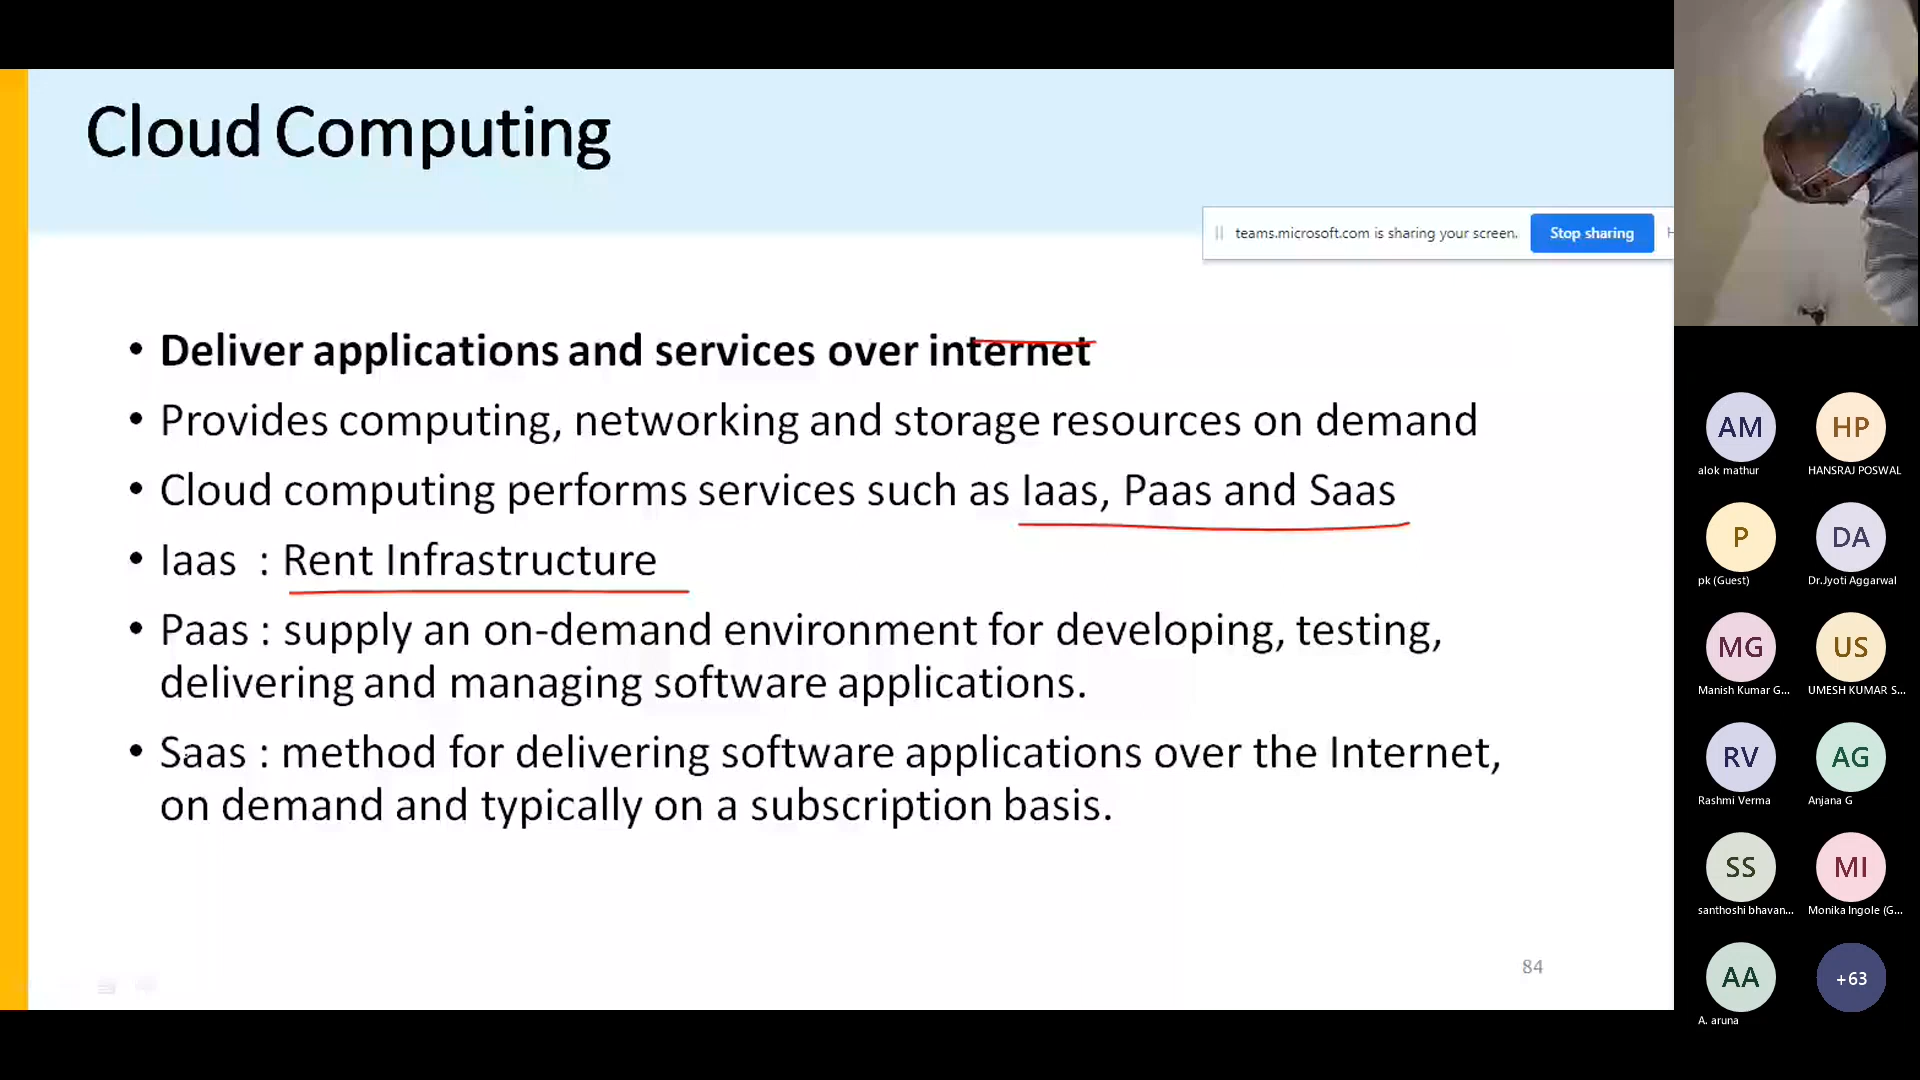 Cloud Computing
teams.microsoft.com is sharing your screen.
Stop sharing
• Deliver applications and services over internet
• Provides computing, networking and storage resources on demand
• Cloud computing performs services such as Iaas, Paas and Saas
• Iaas : Rent Infrastructure
• Paas : supply an on-demand environment for developing, testing,
delivering and managing software applications.
• Saas : method for delivering software applications over the Internet,
on demand and typically on a subscription basis.
84
AM
alok mathur
HP
HANSRAJ POSWAL
P
pk (Guest)
DA
Dr.Jyoti Aggarwal
MG
Manish Kumar G...
US
UMESH KUMAR S...
RV
Rashmi Verma
AG
Anjana G
SS
santhoshi bhavan...
MI
Monika Ingole (G...
AA
A. aruna
+63